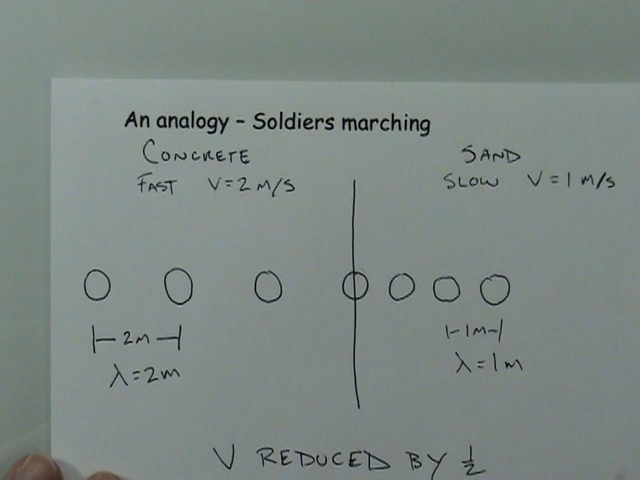 An analogy – Soldiers marching
CONCRETE
FAST V=2 M/S
SAND
SLOW V=1 M/S
2M
λ=2M
1M
λ=1M
V REDUCED BY ½